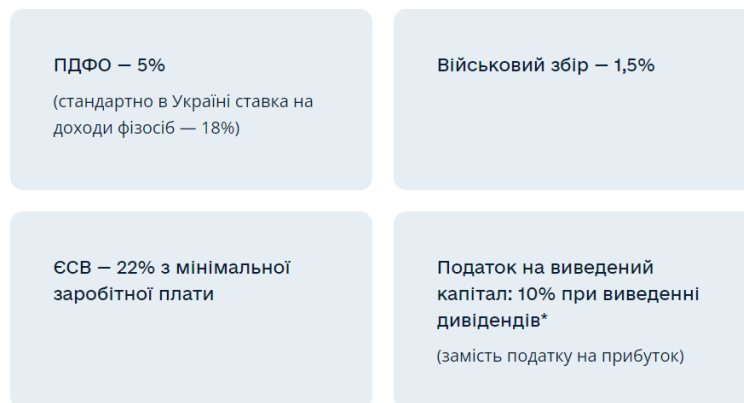 ПДФО — 5%
(стандартно в Україні ставка на
доходи фізосіб — 18%)
Військовий збір — 1,5%
ЄСВ — 22% з мінімальної
заробітної плати
Податок на виведений
капітал: 10% при виведенні
дивідендів*
(замість податку на прибуток)